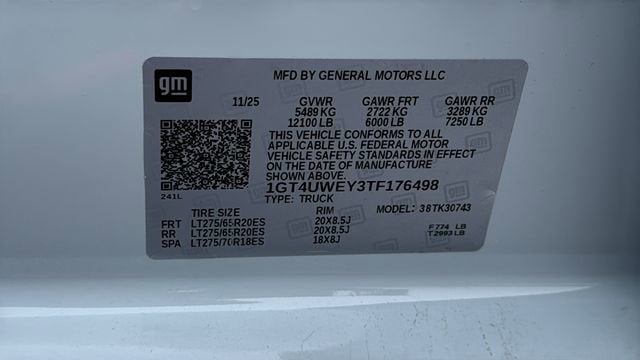 gm
MFD BY GENERAL MOTORS LLC
11/25 GVWR GAWR FRT GAWR RR
5489 KG 2722 KG 3289 KG
12100 LB 6000 LB 7250 LB
THIS VEHICLE CONFORMS TO ALL
APPLICABLE U.S. FEDERAL MOTOR
VEHICLE SAFETY STANDARDS IN EFFECT
ON THE DATE OF MANUFACTURE
SHOWN ABOVE.
1GT4UWEY3TF176498
241L
TYPE: TRUCK MODEL: 38TK30743
TIRE SIZE RIM
FRT LT275/65R20ES 20X8.5J F 774 LB
RR LT275/65R20ES 20X8.5J T 2993 LB
SPA LT275/70R18ES 18X8J